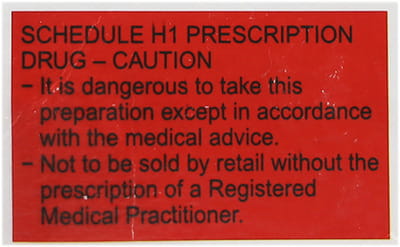 SCHEDULE H1 PRESCRIPTION
DRUG – CAUTION
– It is dangerous to take this
preparation except in accordance
with the medical advice.
– Not to be sold by retail without the
prescription of a Registered
Medical Practitioner.